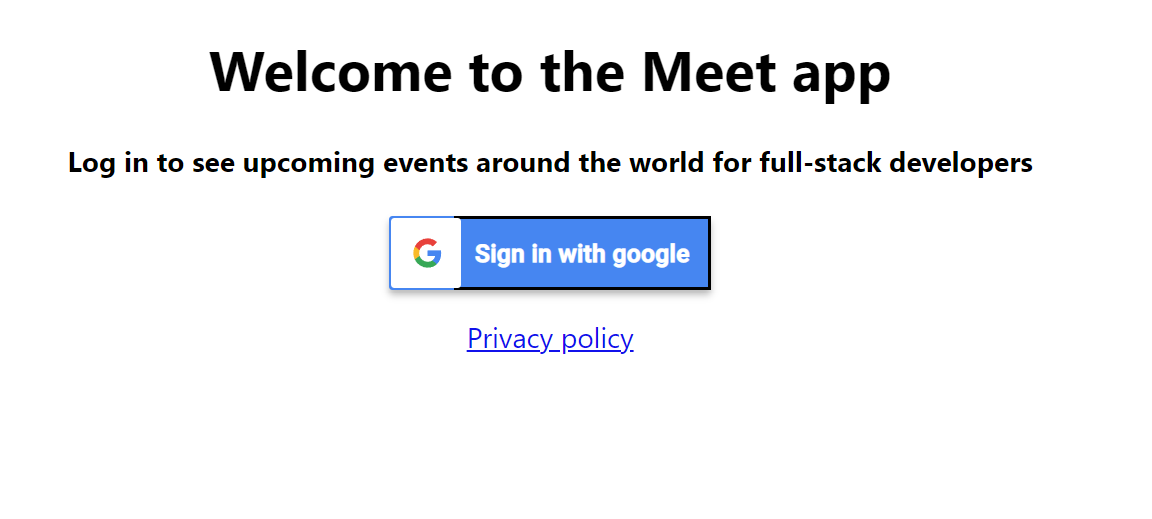 Welcome to the Meet app
Log in to see upcoming events around the world for full-stack developers
Sign in with google
Privacy policy